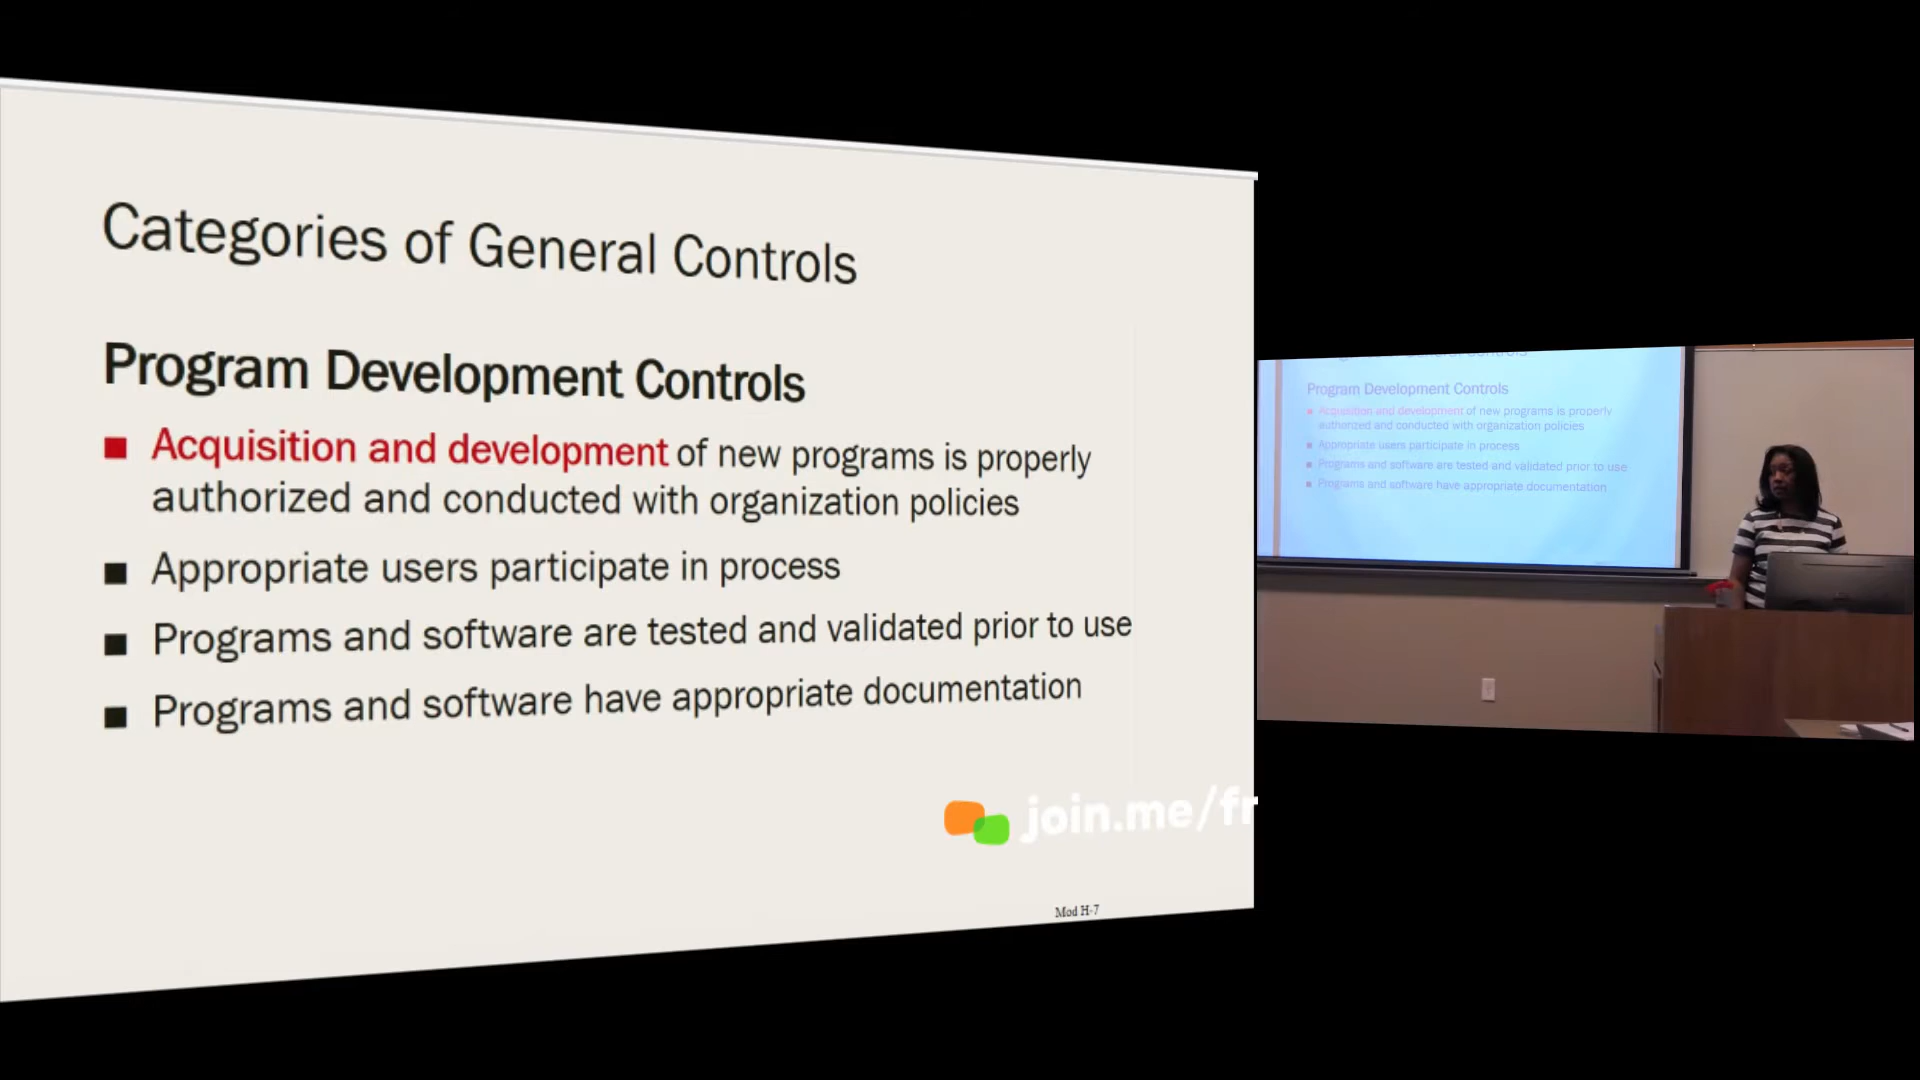 Categories of General Controls
Program Development Controls
Acquisition and development of new programs is properly
authorized and conducted with organization policies
Appropriate users participate in process
Programs and software are tested and validated prior to use
Programs and software have appropriate documentation
join.me/fr
Mod H-7
Program Development Controls
Acquisition and development of new programs is properly
authorized and conducted with organization policies
Appropriate users participate in process
Programs and software are tested and validated prior to use
Programs and software have appropriate documentation